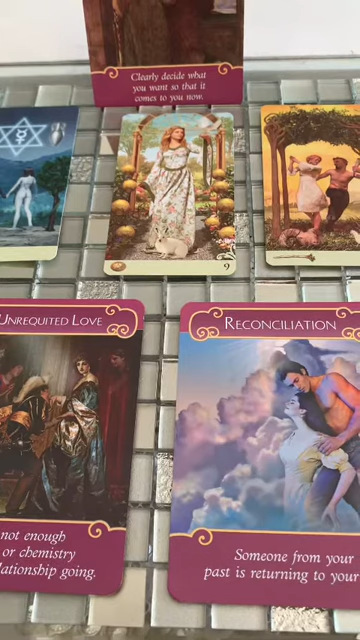 Clearly decide what
you want so that it
comes to you now.
9
UNREQUITED LOVE
RECONCILIATION
not enough
or chemistry
relationship going.
Someone from your
past is returning to your